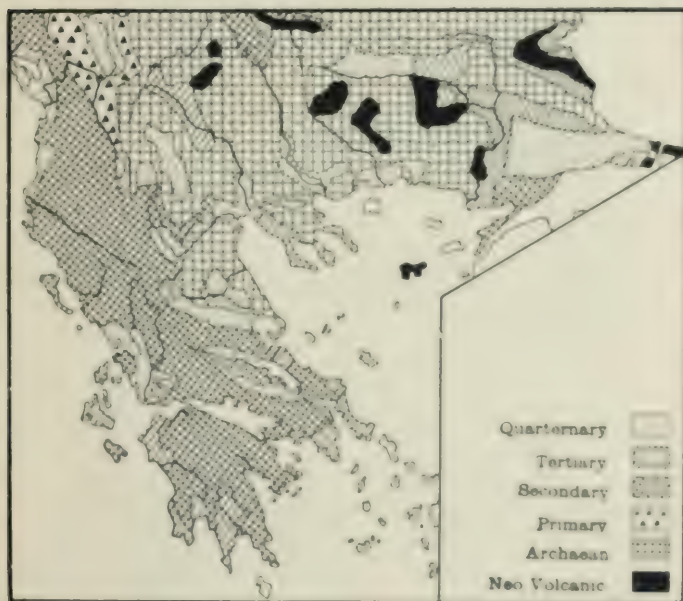 Quarternary
Tertiary
Secondary
Primary
Archaean
Neo Volcanic